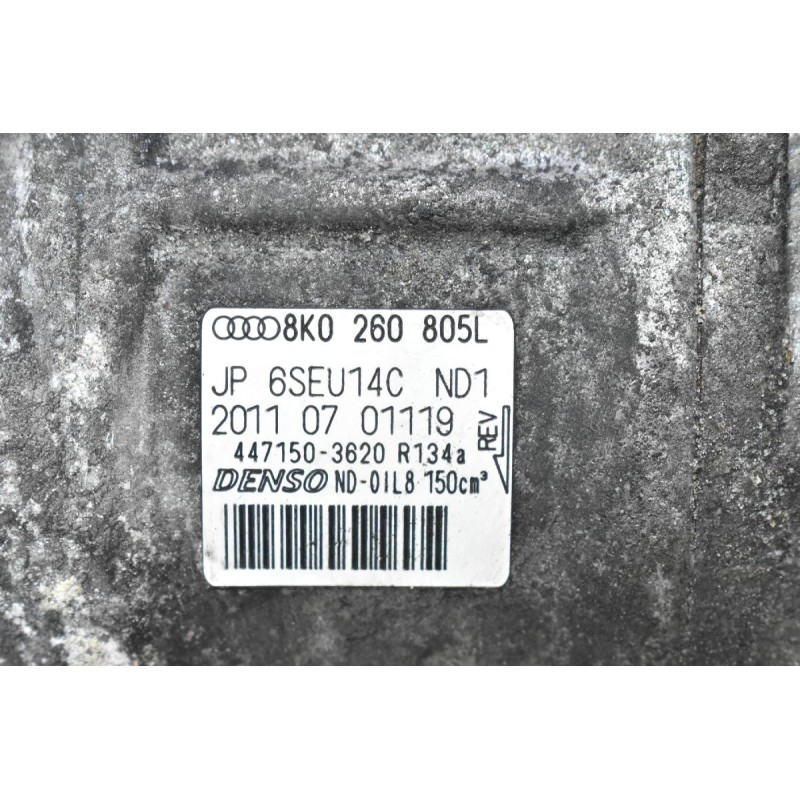 8K0 260 805L
JP 6SEU14C ND1
2011 07 01119
REV
447150-3620 R134a
DENSO ND-OIL8 150cm³